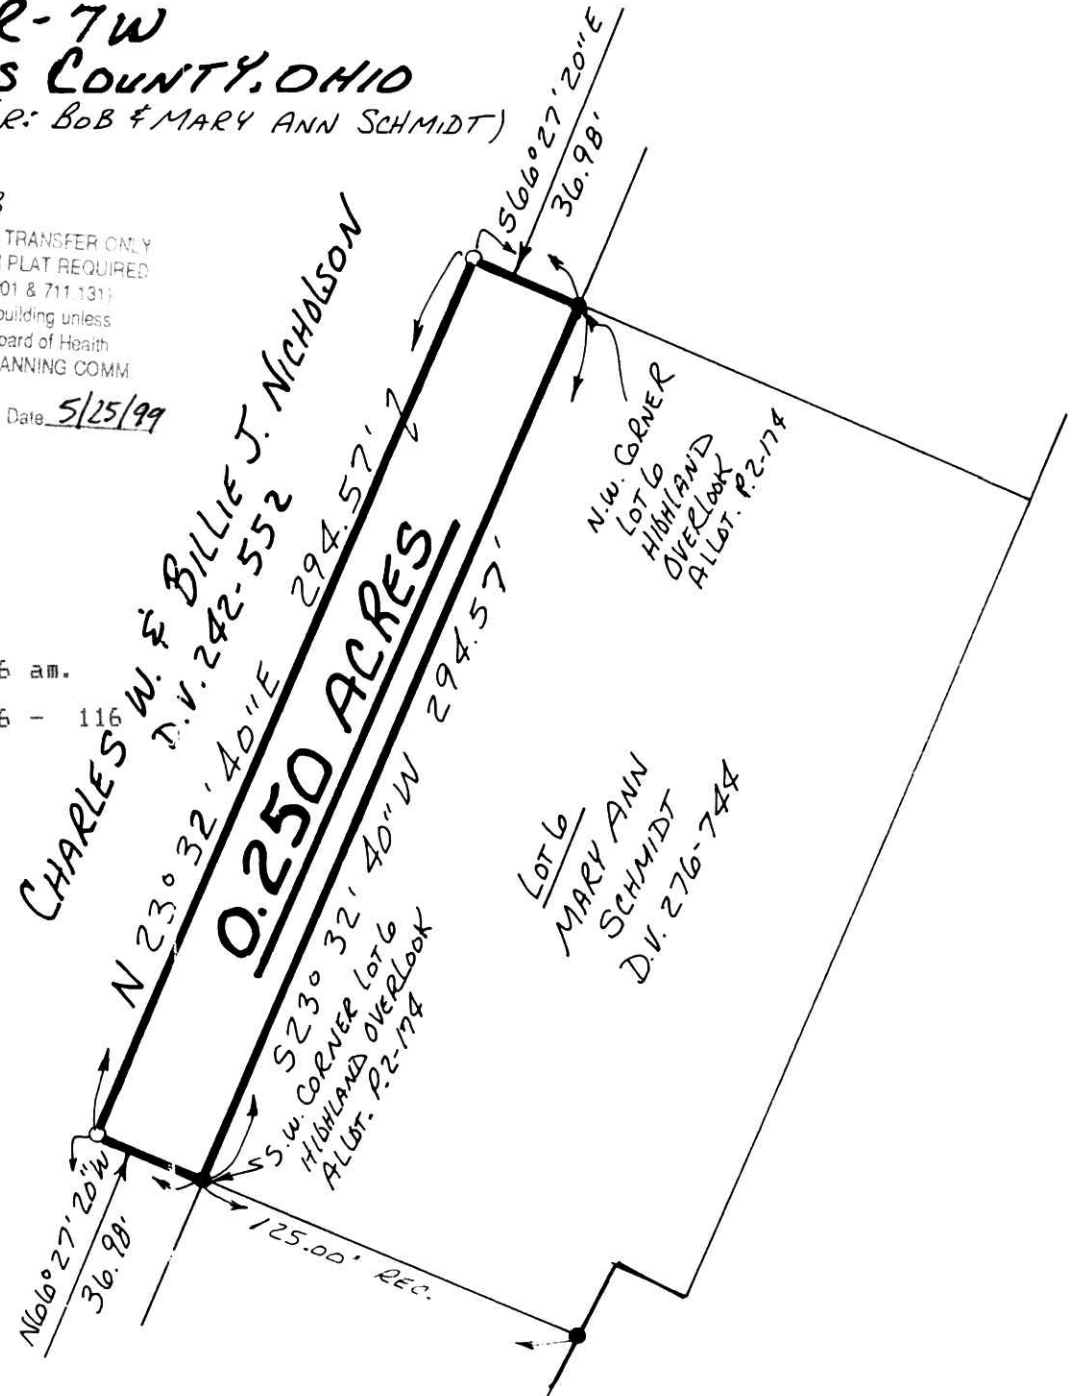 R-7W
S COUNTY, OHIO
R: BOB & MARY ANN SCHMIDT)
TRANSFER ONLY
PLAT REQUIRED
01 & 711.131)
building unless
oard of Health
ANNING COMM.
Date 5/25/99
6 am.
6 - 116
CHARLES W. & BILLIE J. NICHOLSON
D.V. 242-552
N 23° 32' 40" E 294.57'
0.250 ACRES
S23° 32' 40" W 294.57'
S66°27'20"E
36.98'
N.W. CORNER
LOT 6
HIGHLAND
OVERLOOK
ALLOT. P.2-174
LOT 6
MARY ANN
SCHMIDT
D.V. 276-744
S.W. CORNER LOT 6
HIGHLAND OVERLOOK
ALLOT. P.2-174
N66°27'20"W
36.98'
125.00' REC.